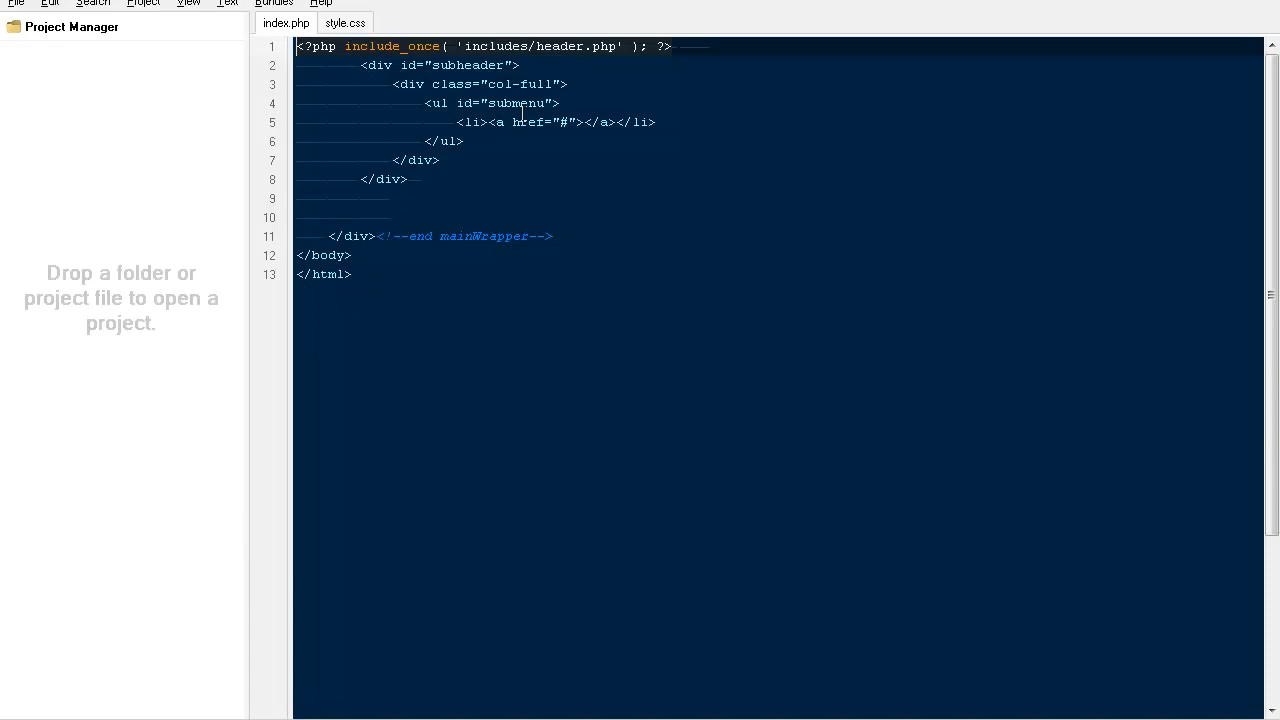 File Edit Search Project View Text Bundles Help
Project Manager
index.php style.css
Drop a folder or
project file to open a
project.
1 <?php include_once( 'includes/header.php' ); ?>
2 <div id="subheader">
3 <div class="col-full">
4 <ul id="submenu">
5 <li><a href="#"></a></li>
6 </ul>
7 </div>
8 </div>
9
10
11 </div><!--end mainWrapper-->
12 </body>
13 </html>